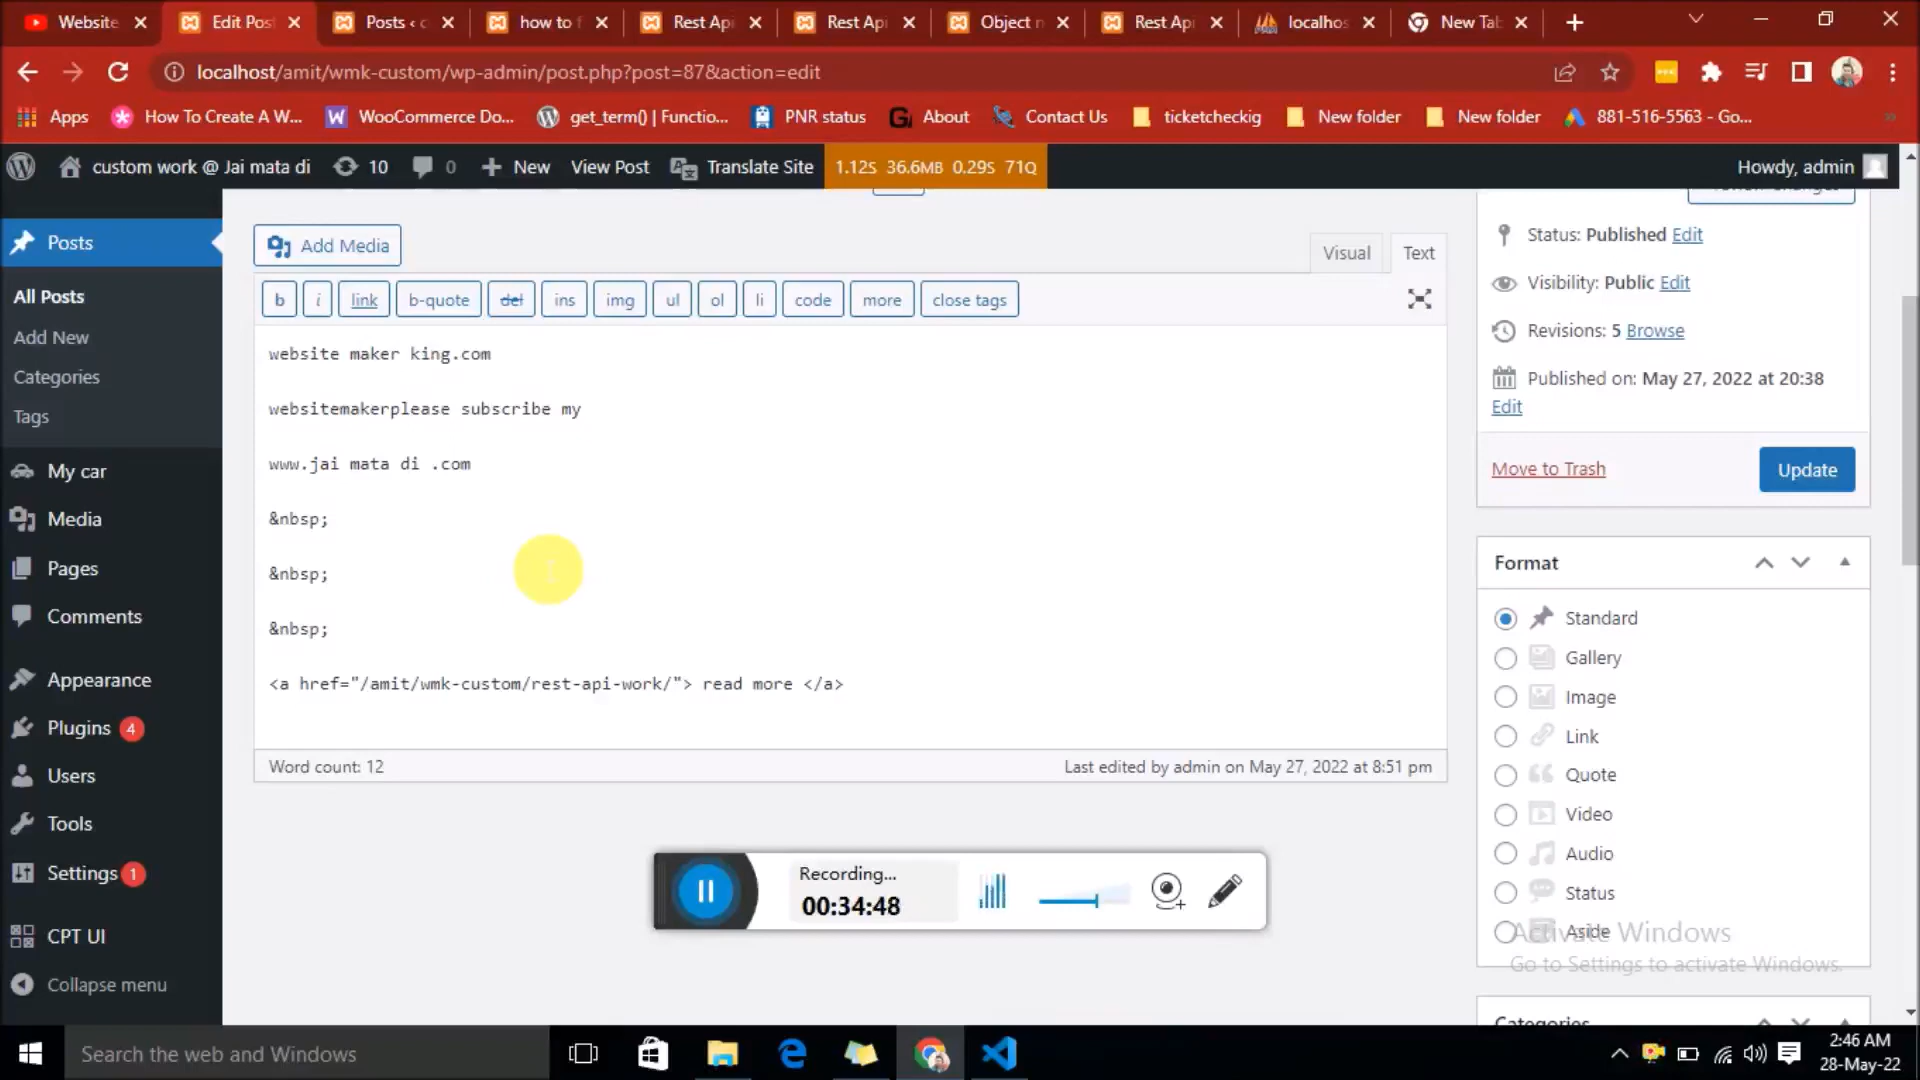 Website
Edit Pos
Posts ‹ c
how to f
Rest Api
Rest Api
Object n
Rest Api
localhos
New Tab
localhost/amit/wmk-custom/wp-admin/post.php?post=87&action=edit
Apps
How To Create A W...
WooCommerce Do...
get_term() | Functio...
PNR status
About
Contact Us
ticketcheckig
New folder
New folder
881-516-5563 - Go...
custom work @ Jai mata di
10
0
New
View Post
Translate Site
1.12S 36.6MB 0.29S 71Q
Howdy, admin
Posts
All Posts
Add New
Categories
Tags
My car
Media
Pages
Comments
Appearance
Plugins 4
Users
Tools
Settings 1
CPT UI
Collapse menu
Add Media
Visual
Text
b
i
link
b-quote
del
ins
img
ul
ol
li
code
more
close tags
website maker king.com
websitemakerplease subscribe my
www.jai mata di .com
&nbsp;
&nbsp;
&nbsp;
<a href="/amit/wmk-custom/rest-api-work/"> read more </a>
Word count: 12
Last edited by admin on May 27, 2022 at 8:51 pm
Status: Published Edit
Visibility: Public Edit
Revisions: 5 Browse
Published on: May 27, 2022 at 20:38
Edit
Move to Trash
Update
Format
Standard
Gallery
Image
Link
Quote
Video
Audio
Status
Aside
Categories
Recording...
00:34:48
Activate Windows
Go to Settings to activate Windows.
Search the web and Windows
2:46 AM
28-May-22